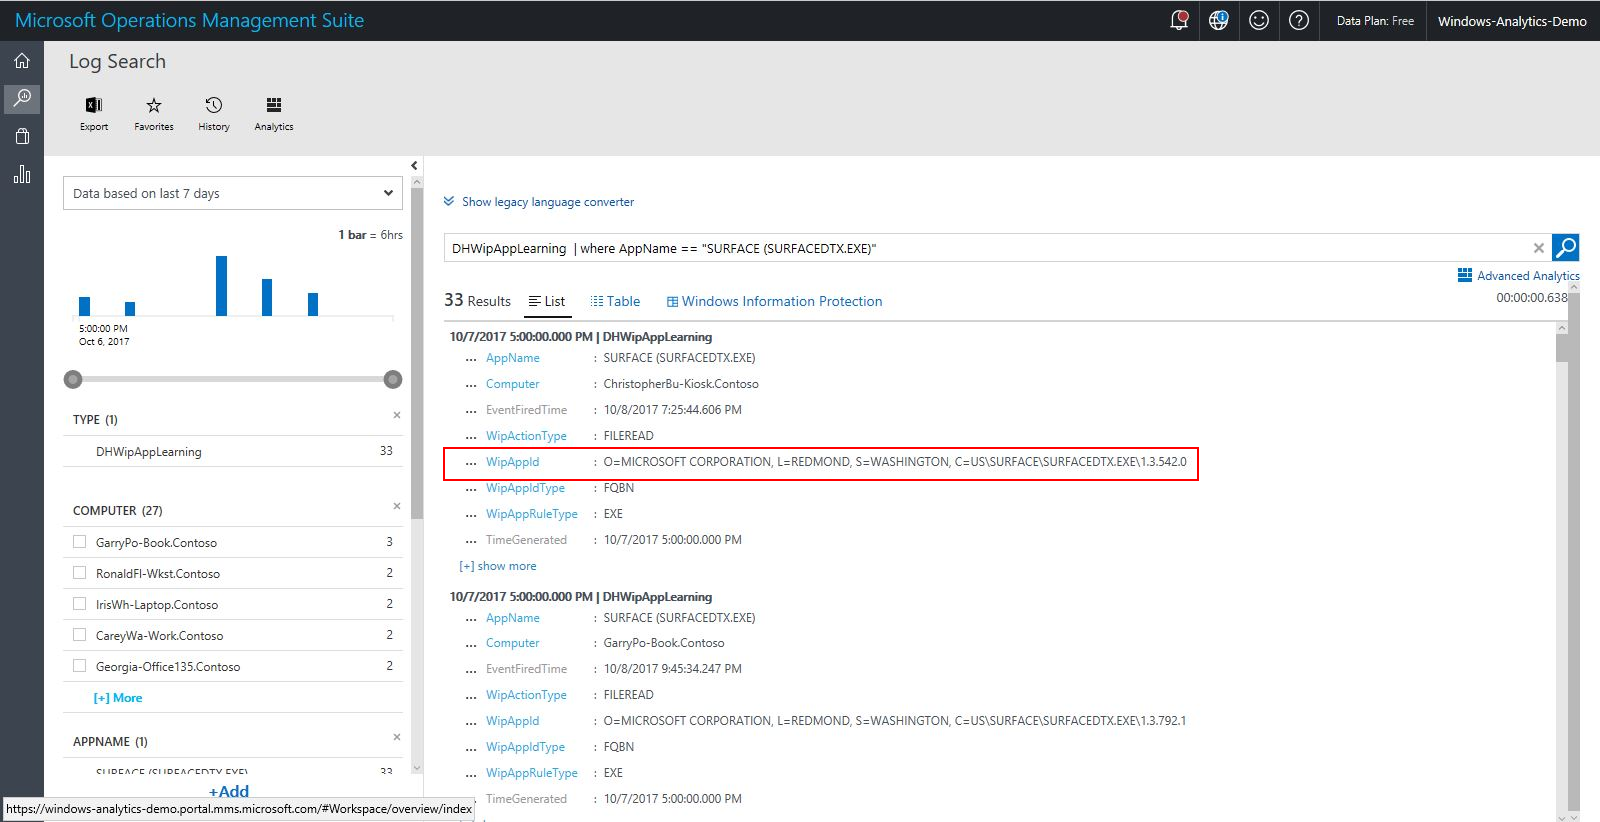 Microsoft Operations Management Suite
Data Plan: Free
Windows-Analytics-Demo
Log Search
Export
Favorites
History
Analytics
Data based on last 7 days
1 bar = 6hrs
5:00:00 PM
Oct 6, 2017
TYPE (1)
DHWipAppLearning 33
COMPUTER (27)
GarryPo-Book.Contoso 3
RonaldFl-Wkst.Contoso 2
IrisWh-Laptop.Contoso 2
CareyWa-Work.Contoso 2
Georgia-Office135.Contoso 2
[+] More
APPNAME (1)
SURFACE (SURFACEDTX.EXE) 33
+Add
https://windows-analytics-demo.portal.mms.microsoft.com/#Workspace/overview/index
Show legacy language converter
DHWipAppLearning | where AppName == "SURFACE (SURFACEDTX.EXE)"
Advanced Analytics
33 Results List Table Windows Information Protection
00:00:00.638
10/7/2017 5:00:00.000 PM | DHWipAppLearning
... AppName : SURFACE (SURFACEDTX.EXE)
... Computer : ChristopherBu-Kiosk.Contoso
... EventFiredTime : 10/8/2017 7:25:44.606 PM
... WipActionType : FILEREAD
... WipAppId : O=MICROSOFT CORPORATION, L=REDMOND, S=WASHINGTON, C=US\SURFACE\SURFACEDTX.EXE\1.3.542.0
... WipAppIdType : FQBN
... WipAppRuleType : EXE
... TimeGenerated : 10/7/2017 5:00:00.000 PM
[+] show more
10/7/2017 5:00:00.000 PM | DHWipAppLearning
... AppName : SURFACE (SURFACEDTX.EXE)
... Computer : GarryPo-Book.Contoso
... EventFiredTime : 10/8/2017 9:45:34.247 PM
... WipActionType : FILEREAD
... WipAppId : O=MICROSOFT CORPORATION, L=REDMOND, S=WASHINGTON, C=US\SURFACE\SURFACEDTX.EXE\1.3.792.1
... WipAppIdType : FQBN
... WipAppRuleType : EXE
... TimeGenerated : 10/7/2017 5:00:00.000 PM